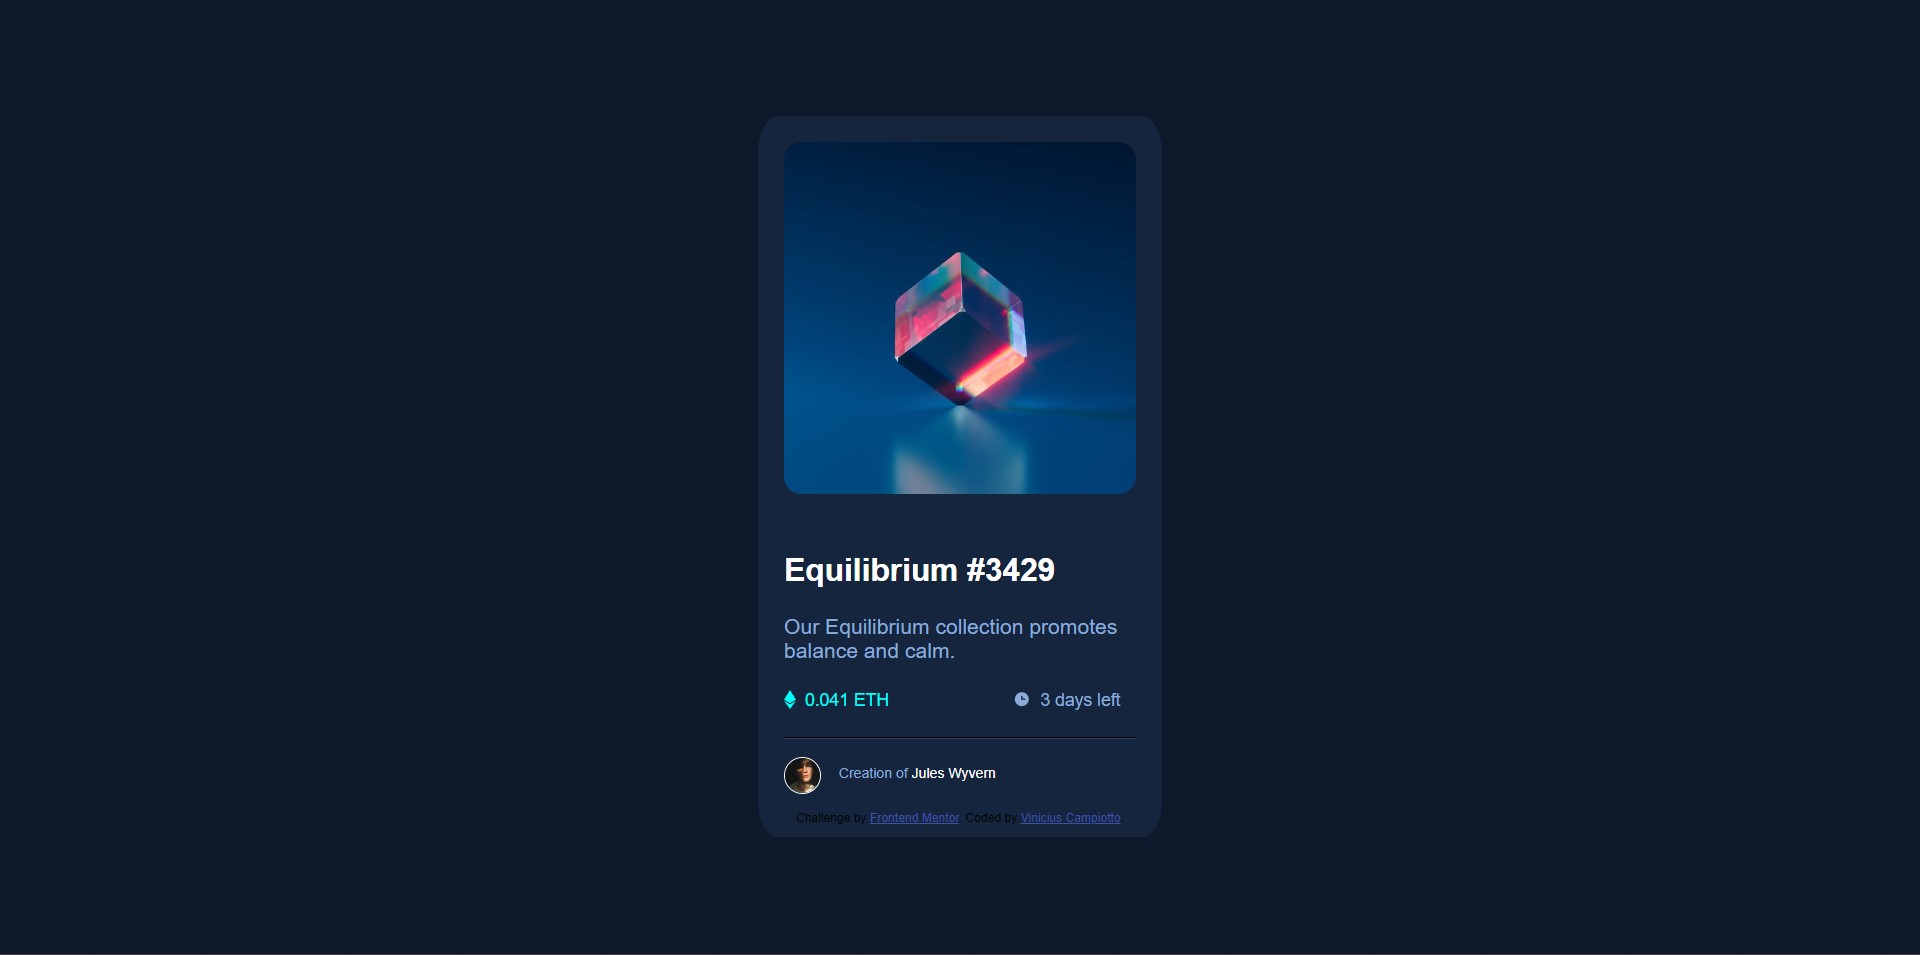 Equilibrium #3429
Our Equilibrium collection promotes
balance and calm.
0.041 ETH 3 days left
Creation of Jules Wyvern
Challenge by Frontend Mentor. Coded by Vinicius Campiotto.